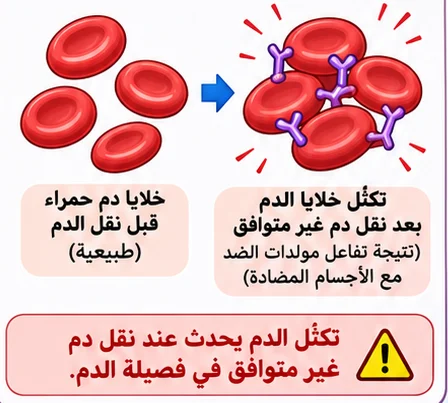 خلايا دم حمراء
قبل نقل الدم
(طبيعية)
تكتُّل خلايا الدم
بعد نقل دم غير متوافق
(نتيجة تفاعل مولدات الضد
مع الأجسام المضادة)
تكتُّل الدم يحدث عند نقل دم
غير متوافق في فصيلة الدم.